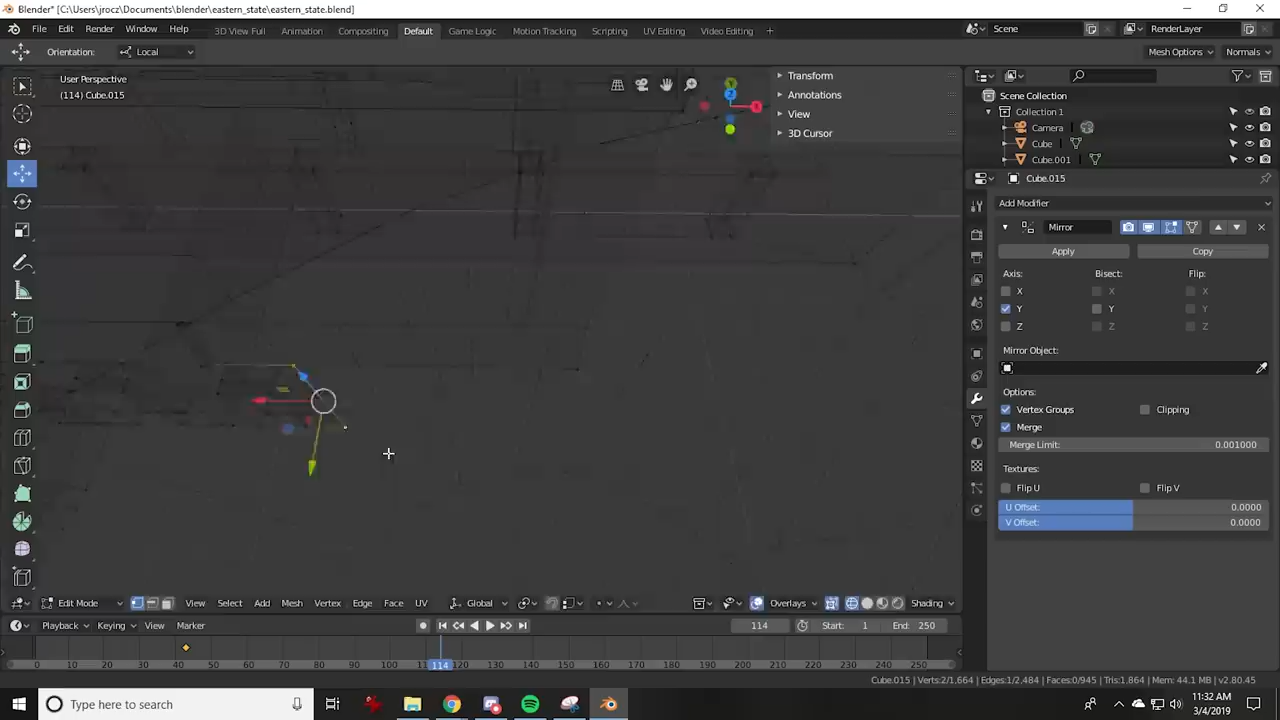 Blender* [C:\Users\jrocz\Documents\blender\eastern_state\eastern_state.blend]
File Edit Render Window Help
3D View Full Animation Compositing Default Game Logic Motion Tracking Scripting UV Editing Video Editing +
Scene RenderLayer
Orientation: Local
Mesh Options Normals
User Perspective
(114) Cube.015
Y Z X
Transform
Annotations
View
3D Cursor
Scene Collection
Collection 1
Camera
Cube
Cube.001
Cube.015
Add Modifier
Mirror
Apply Copy
Axis: Bisect: Flip:
X X X
Y Y Y
Z Z Z
Mirror Object:
Options:
Vertex Groups Clipping
Merge
Merge Limit: 0.001000
Textures:
Flip U Flip V
U Offset: 0.0000
V Offset: 0.0000
Edit Mode View Select Add Mesh Vertex Edge Face UV Global Overlays Shading
Playback Keying View Marker 114 Start: 1 End: 250
0 10 20 30 40 50 60 70 80 90 100 114 120 130 140 150 160 170 180 190 200 210 220 230 240 250
Cube.015 | Verts:2/1,664 | Edges:1/2,484 | Faces:0/945 | Tris:1,864 | Mem: 44.1 MB | v2.80.45
Type here to search
11:32 AM
3/4/2019